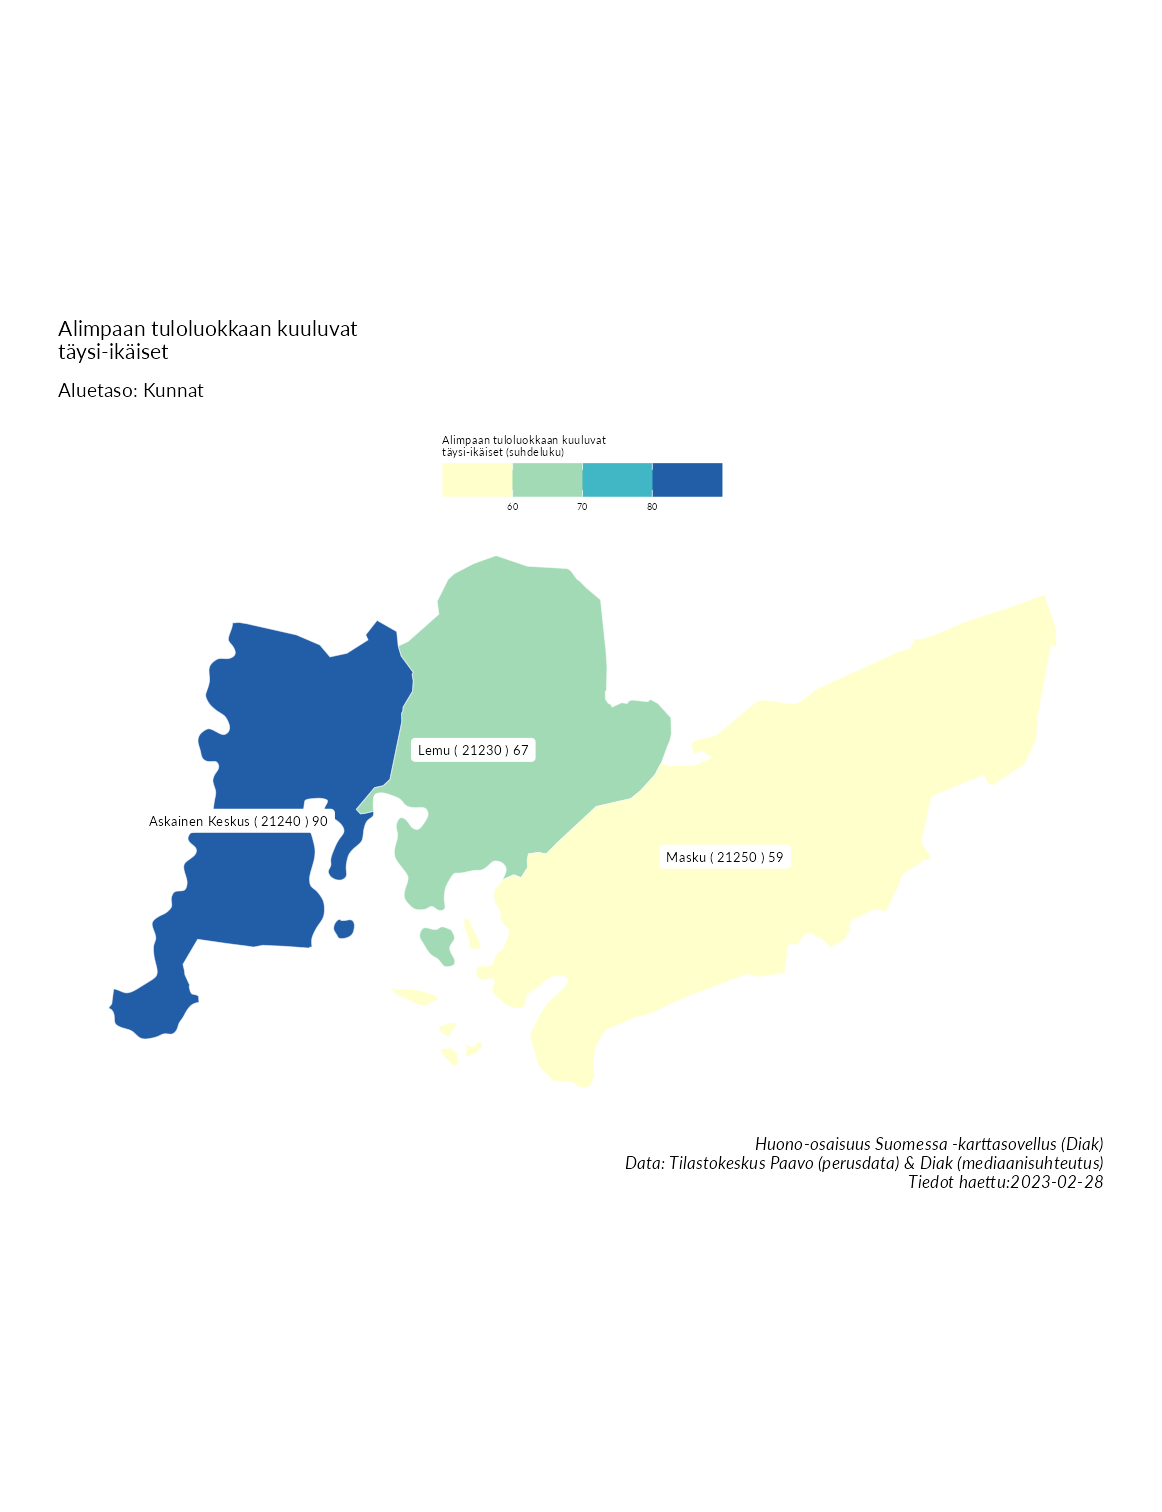 Alimpaan tuloluokkaan kuuluvat
täysi-ikäiset
Aluetaso: Kunnat
Alimpaan tuloluokkaan kuuluvat
täysi-ikäiset (suhdeluku)
60 70 80
Lemu ( 21230 ) 67
Askainen Keskus ( 21240 ) 90
Masku ( 21250 ) 59
Huono-osaisuus Suomessa -karttasovellus (Diak)
Data: Tilastokeskus Paavo (perusdata) & Diak (mediaanisuhteutus)
Tiedot haettu:2023-02-28